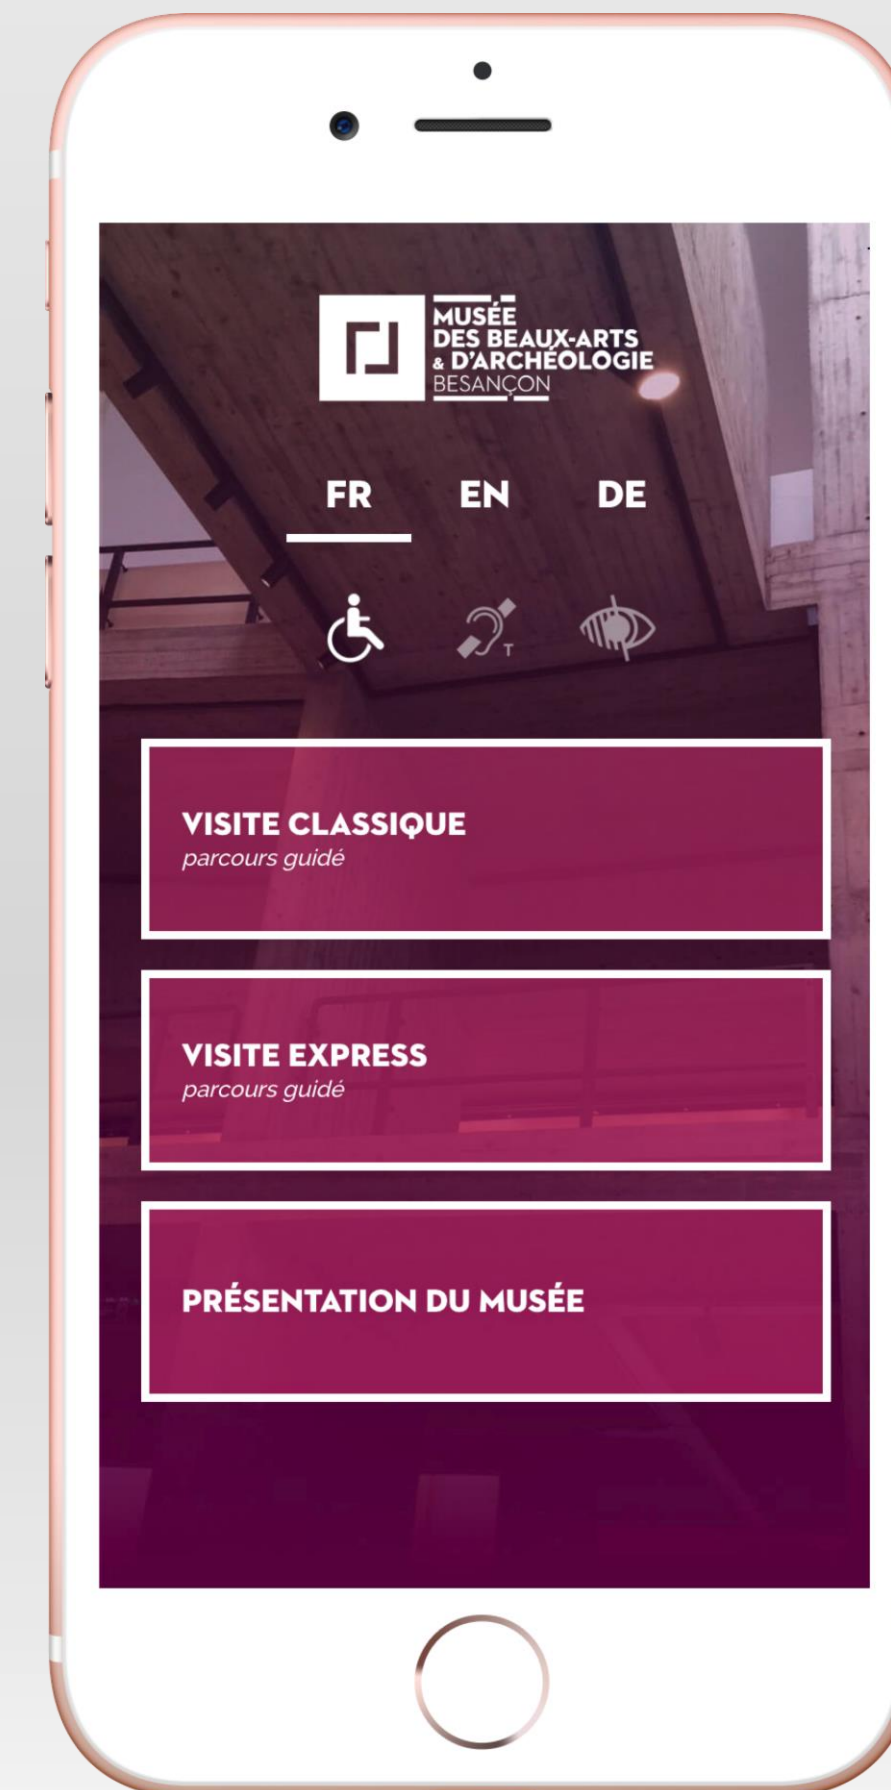 MUSÉE
DES BEAUX-ARTS
& D'ARCHÉOLOGIE
BESANÇON
FR EN DE
T
VISITE CLASSIQUE
parcours guidé
VISITE EXPRESS
parcours guidé
PRÉSENTATION DU MUSÉE